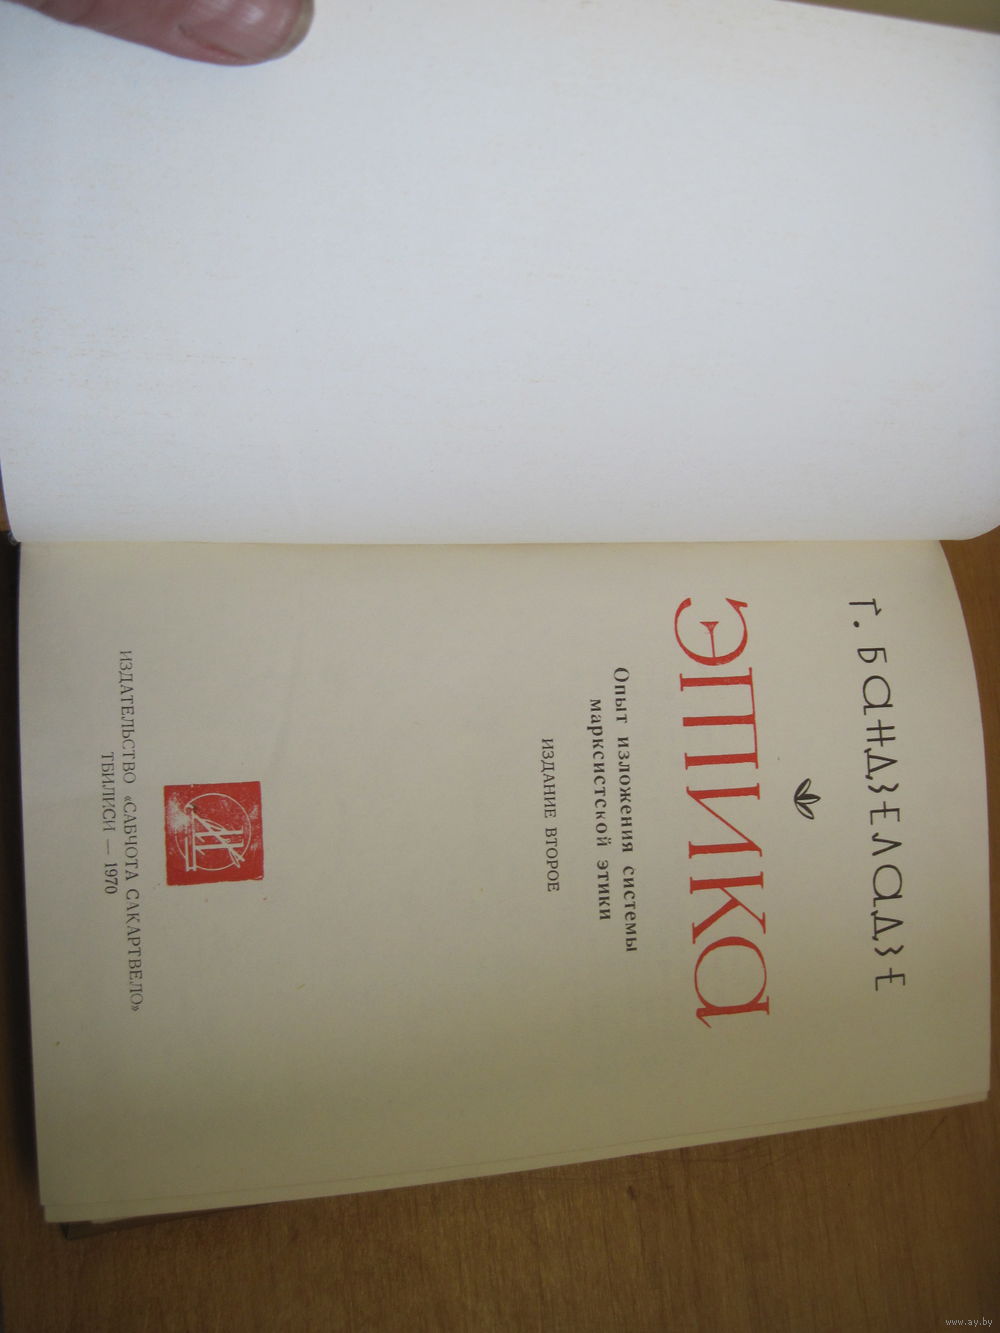 Г. БАНДЗЕЛАДЗЕ
ЭТИКА
Опыт изложения системы
марксистской этики
ИЗДАНИЕ ВТОРОЕ
ИЗДАТЕЛЬСТВО «САБЧОТА САКАРТВЕЛО»
ТБИЛИСИ — 1970
www.ay.by